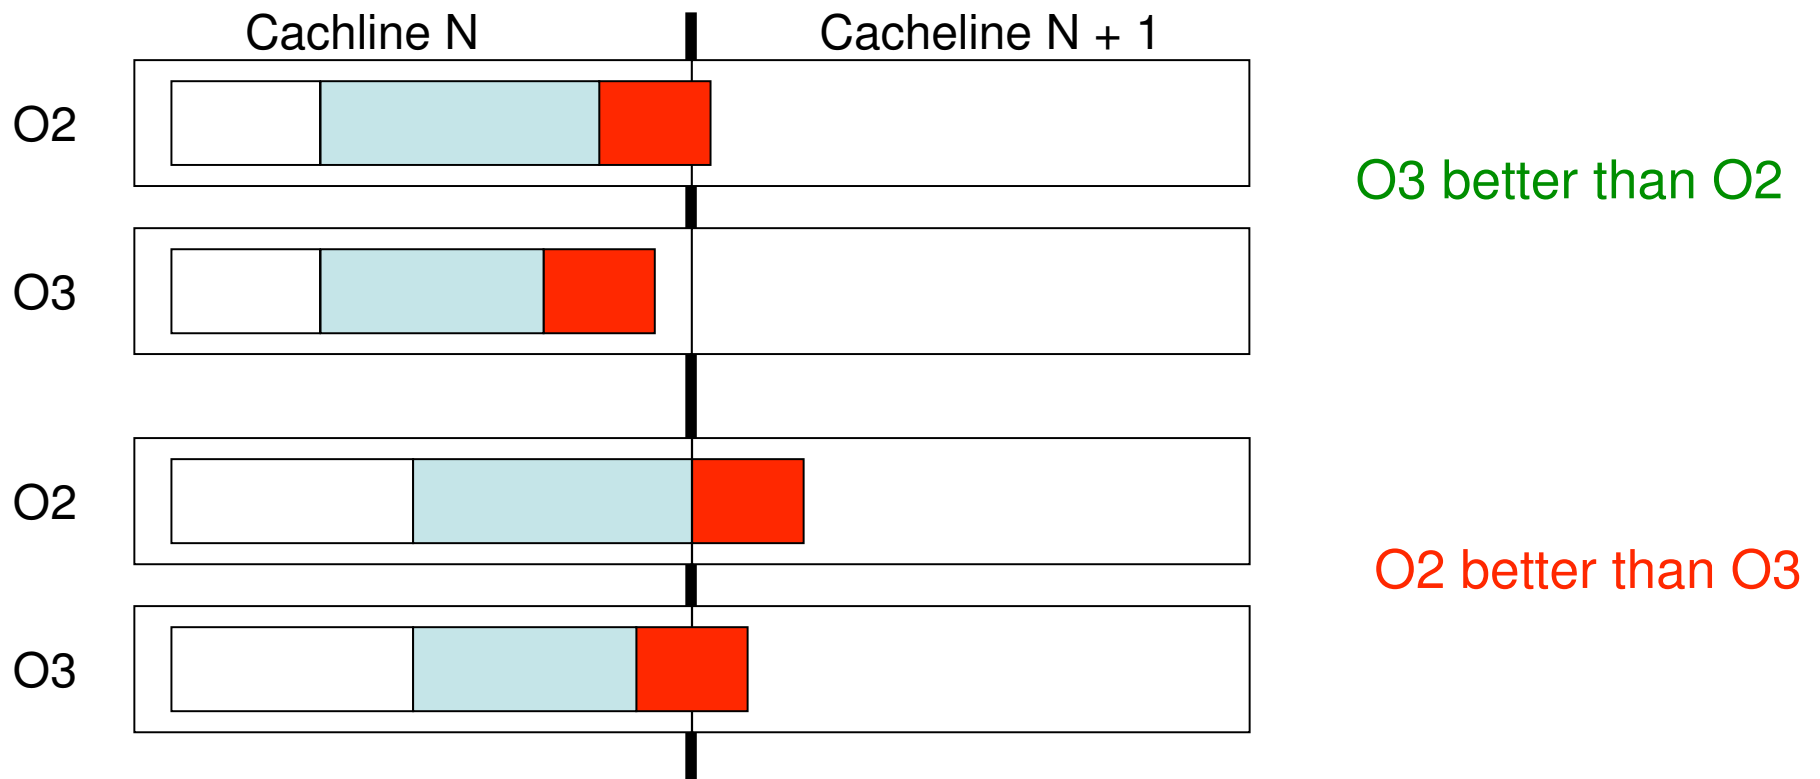 Cachline N
Cacheline N + 1
O2
O3 better than O2
O3
O2
O2 better than O3
O3